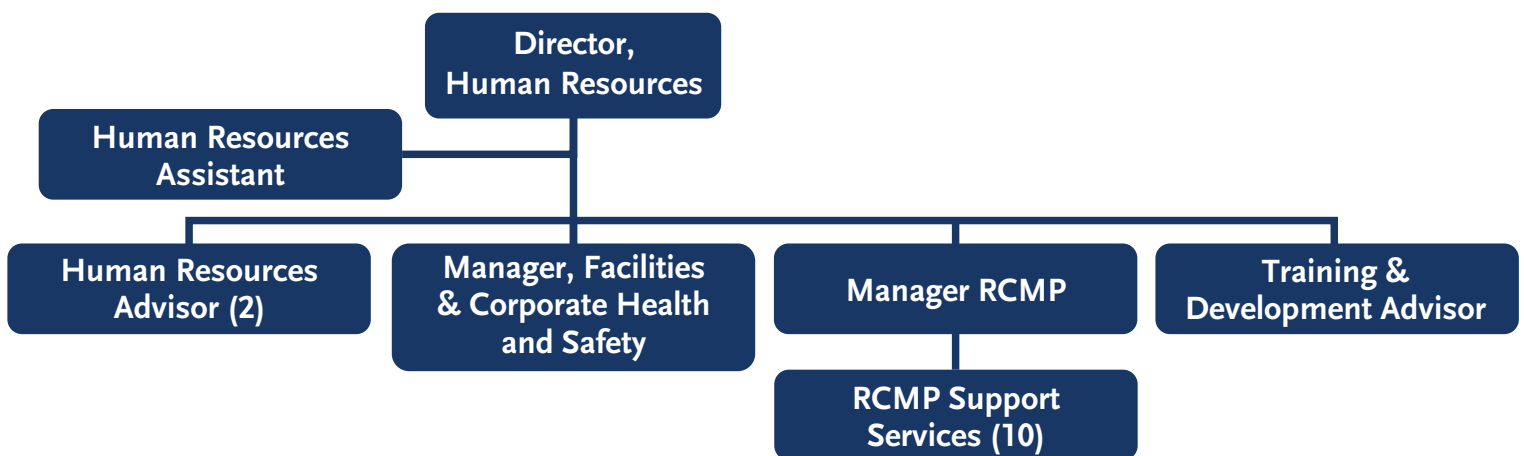 Director,
Human Resources
Human Resources
Assistant
Human Resources
Advisor (2)
Manager, Facilities
& Corporate Health
and Safety
Manager RCMP
Training &
Development Advisor
RCMP Support
Services (10)